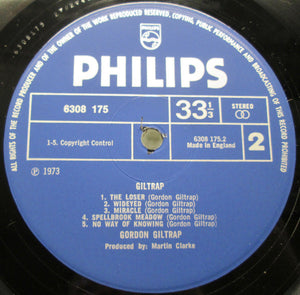 ALL RIGHTS OF THE RECORD PRODUCER AND OF THE OWNER OF THE WORK REPRODUCED RESERVED. COPYING, PUBLIC PERFORMANCE AND BROADCASTING OF THIS RECORD PROHIBITED
PHILIPS
PHILIPS
6308 175
33 1/3
STEREO
1-5. Copyright Control
6308 175.2
Made in England
2
℗ 1973
GILTRAP
1. THE LOSER (Gordon Giltrap)
2. WIDEYED (Gordon Giltrap)
3. MIRACLE (Gordon Giltrap)
4. SPELLBROOK MEADOW (Gordon Giltrap)
5. NO WAY OF KNOWING (Gordon Giltrap)
GORDON GILTRAP
Produced by: Martin Clarke